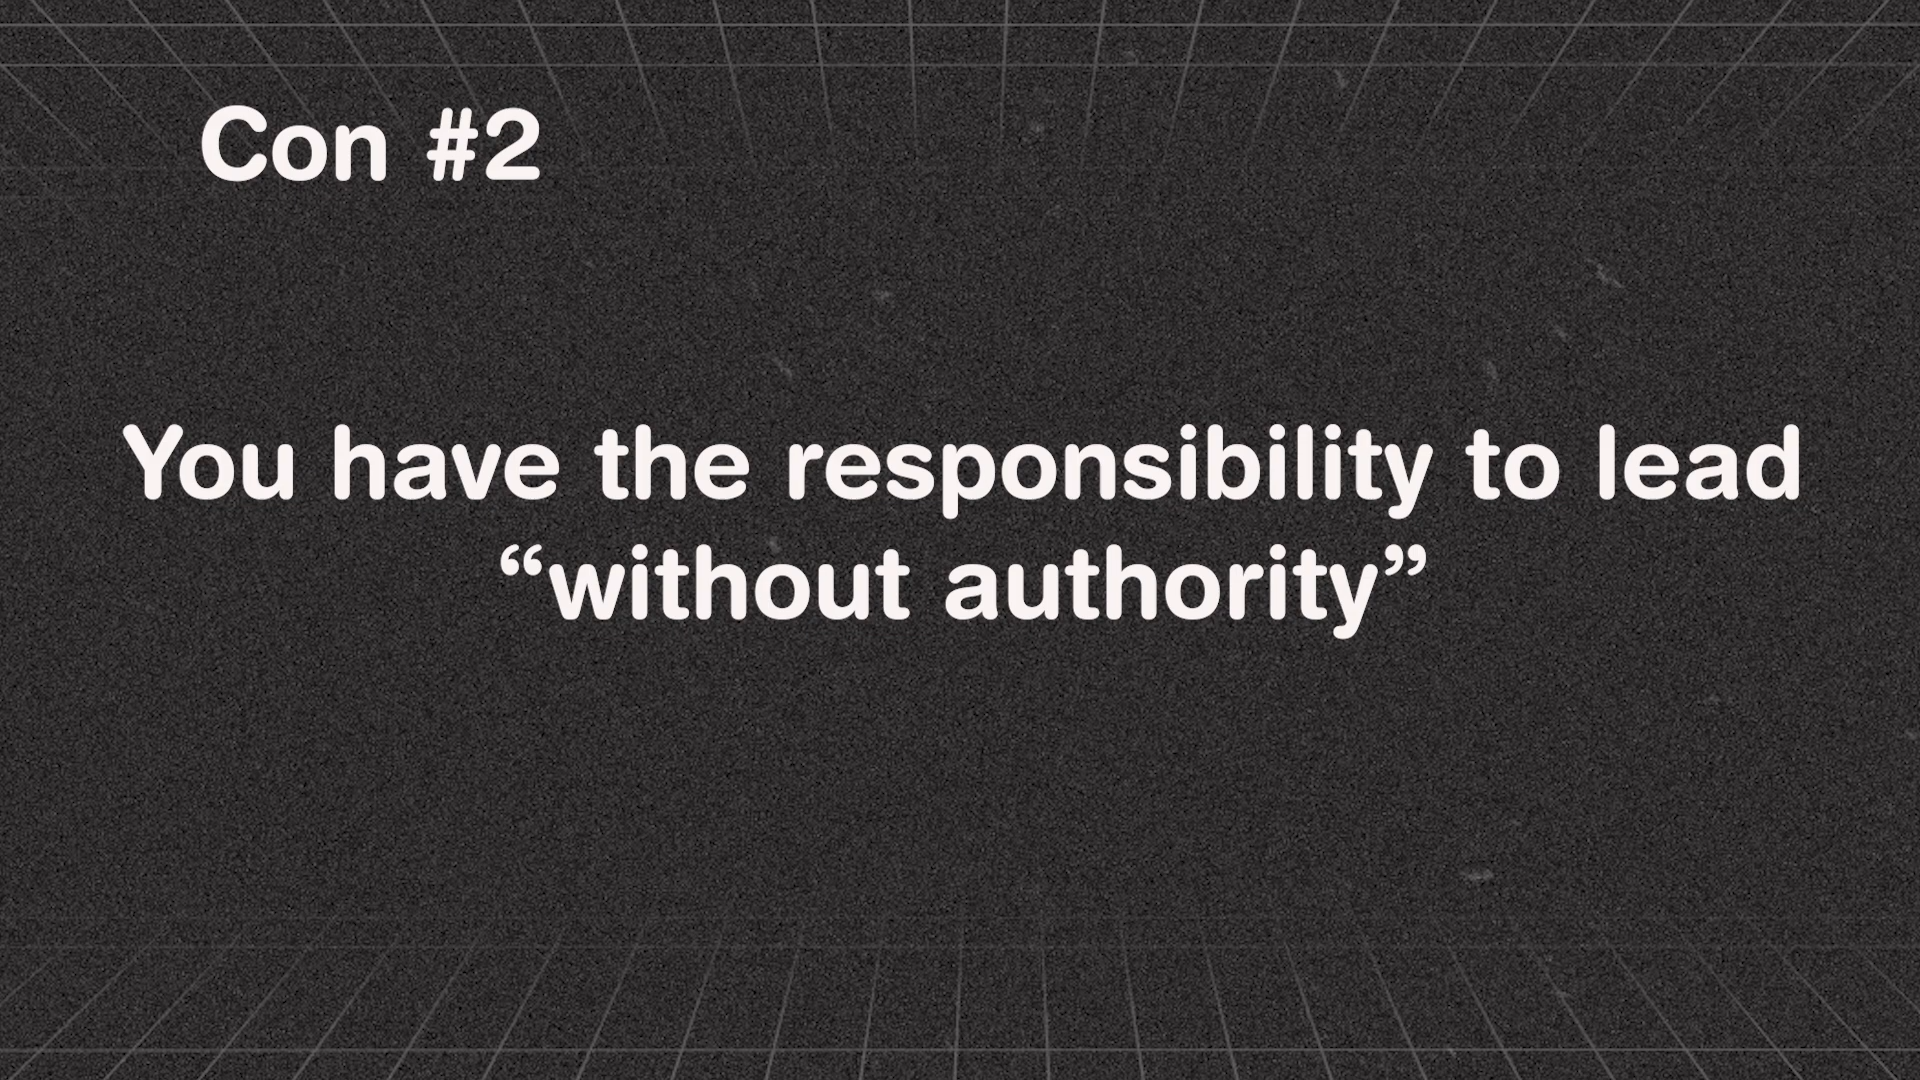 Con #2
You have the responsibility to lead
“without authority”